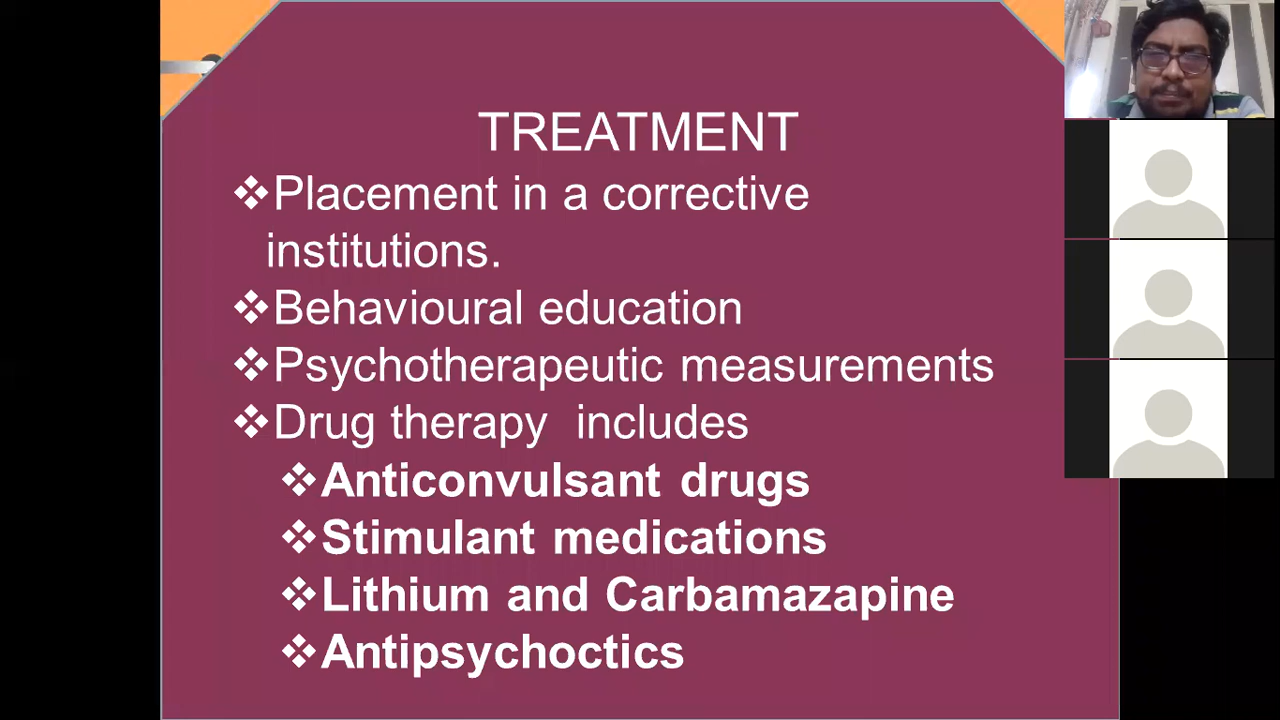 TREATMENT
❖Placement in a corrective
institutions.
❖Behavioural education
❖Psychotherapeutic measurements
❖Drug therapy  includes
❖Anticonvulsant drugs
❖Stimulant medications
❖Lithium and Carbamazapine
❖Antipsychoctics